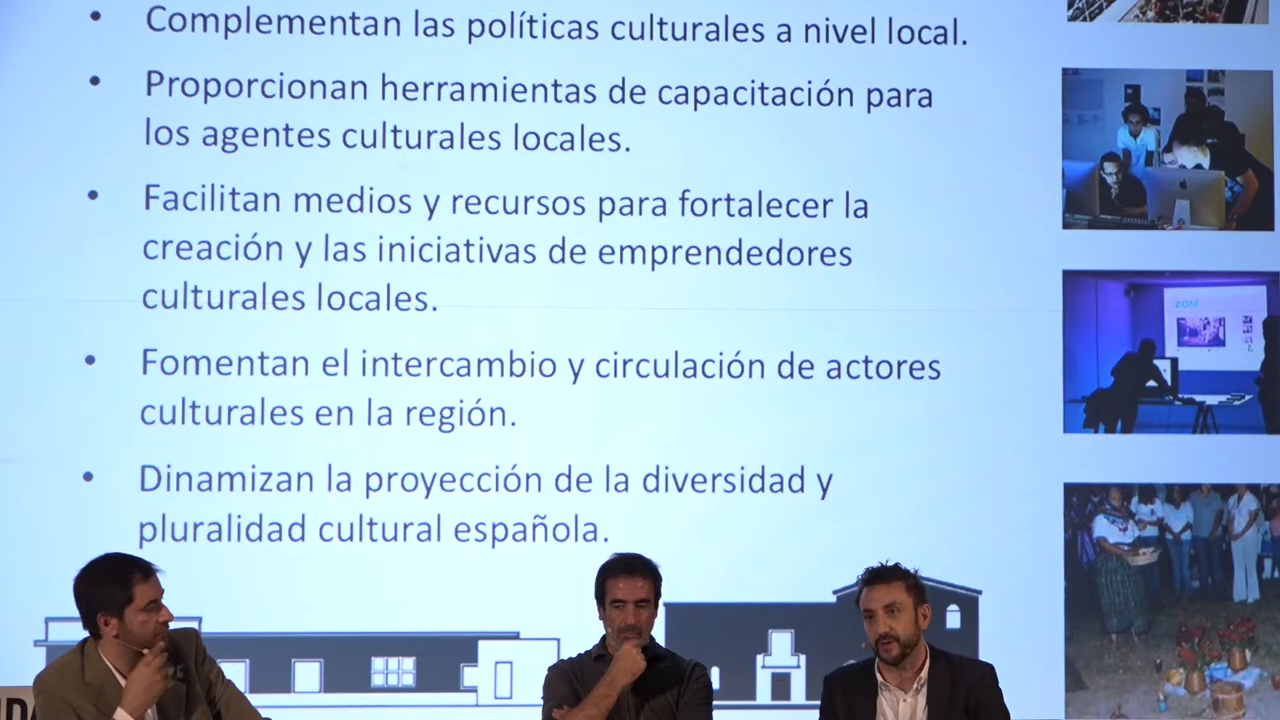 • Complementan las políticas culturales a nivel local.
• Proporcionan herramientas de capacitación para
los agentes culturales locales.
• Facilitan medios y recursos para fortalecer la
creación y las iniciativas de emprendedores
culturales locales.
• Fomentan el intercambio y circulación de actores
culturales en la región.
• Dinamizan la proyección de la diversidad y
pluralidad cultural española.
ZOM